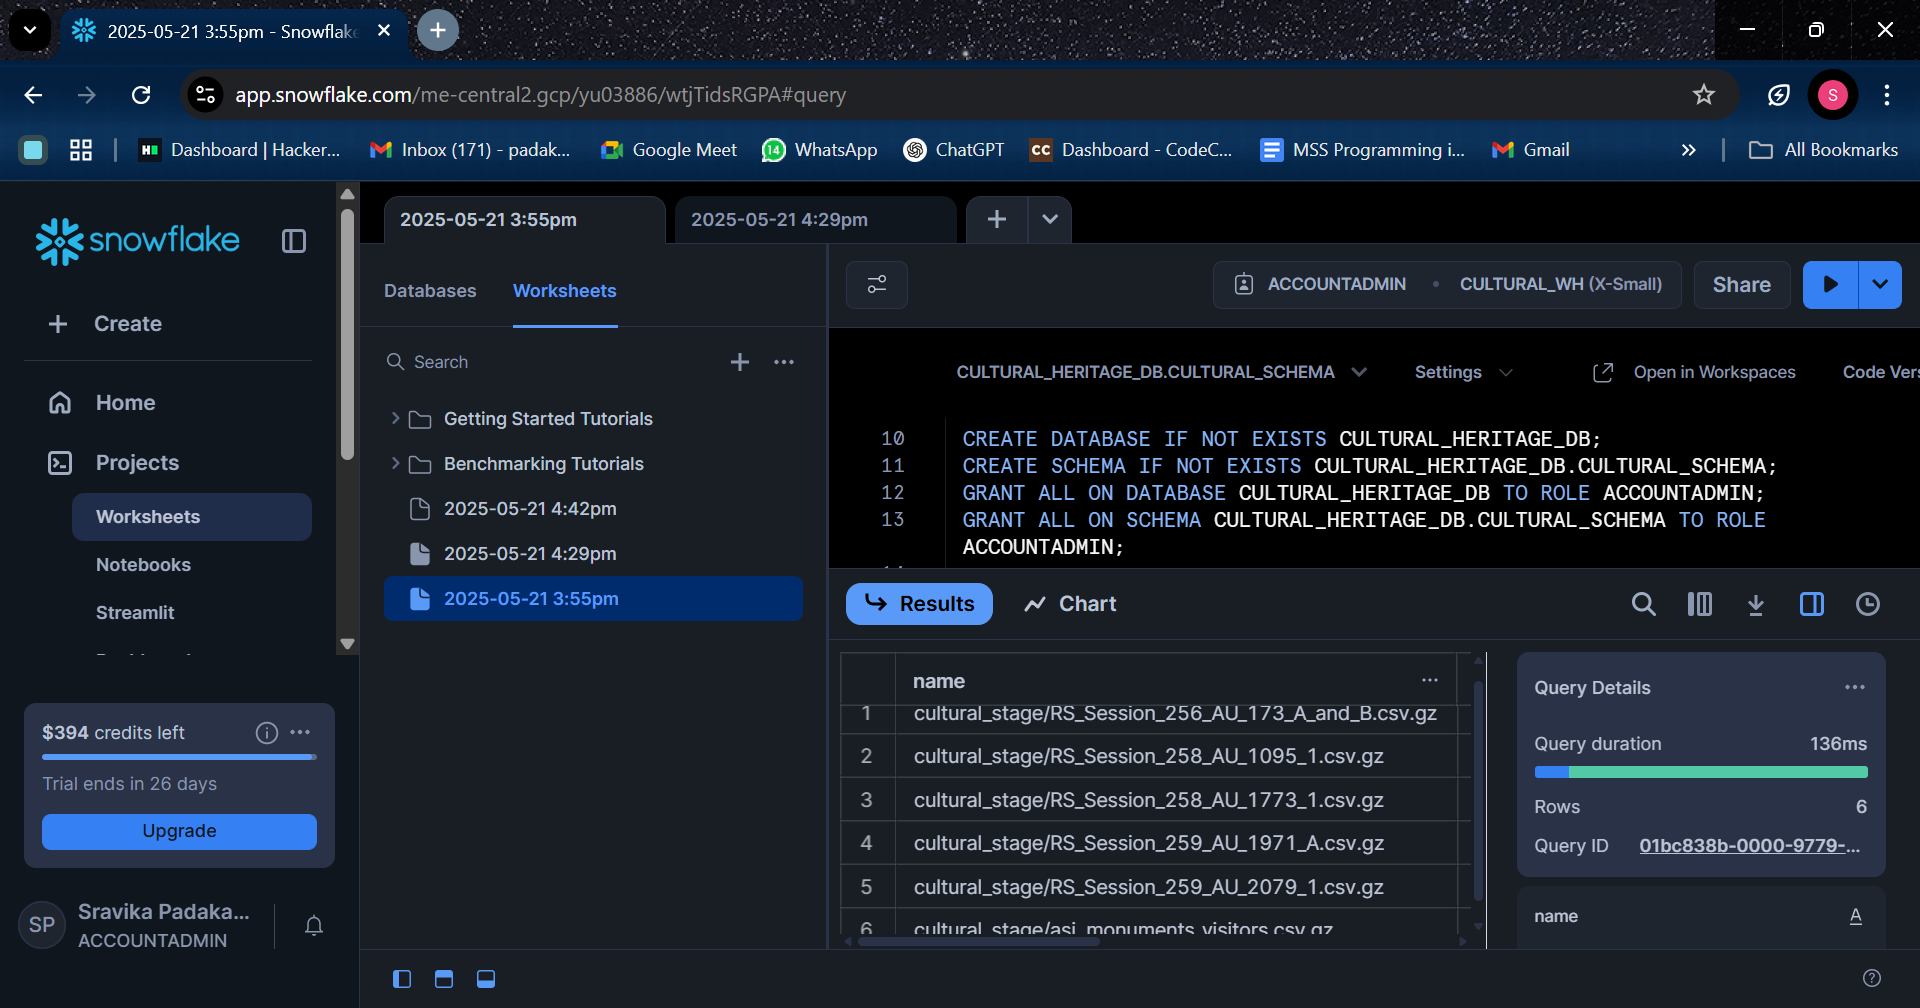 2025-05-21 3:55pm - Snowflake
app.snowflake.com/me-central2.gcp/yu03886/wtjTidsRGPA#query
S
Dashboard | Hacker...
Inbox (171) - padak...
Google Meet
14
WhatsApp
ChatGPT
CC
Dashboard - CodeC...
MSS Programming i...
Gmail
All Bookmarks
snowflake
Create
Home
Projects
Worksheets
Notebooks
Streamlit
$394 credits left
Trial ends in 26 days
Upgrade
SP
Sravika Padaka...
ACCOUNTADMIN
2025-05-21 3:55pm
2025-05-21 4:29pm
Databases
Worksheets
Search
Getting Started Tutorials
Benchmarking Tutorials
2025-05-21 4:42pm
2025-05-21 4:29pm
2025-05-21 3:55pm
ACCOUNTADMIN • CULTURAL_WH (X-Small)
Share
CULTURAL_HERITAGE_DB.CULTURAL_SCHEMA
Settings
Open in Workspaces
Code Vers
10 CREATE DATABASE IF NOT EXISTS CULTURAL_HERITAGE_DB;
11 CREATE SCHEMA IF NOT EXISTS CULTURAL_HERITAGE_DB.CULTURAL_SCHEMA;
12 GRANT ALL ON DATABASE CULTURAL_HERITAGE_DB TO ROLE ACCOUNTADMIN;
13 GRANT ALL ON SCHEMA CULTURAL_HERITAGE_DB.CULTURAL_SCHEMA TO ROLE
ACCOUNTADMIN;
Results
Chart
name
1 cultural_stage/RS_Session_256_AU_173_A_and_B.csv.gz
2 cultural_stage/RS_Session_258_AU_1095_1.csv.gz
3 cultural_stage/RS_Session_258_AU_1773_1.csv.gz
4 cultural_stage/RS_Session_259_AU_1971_A.csv.gz
5 cultural_stage/RS_Session_259_AU_2079_1.csv.gz
6 cultural_stage/asi_monuments_visitors.csv.gz
Query Details
Query duration 136ms
Rows 6
Query ID 01bc838b-0000-9779-...
name A